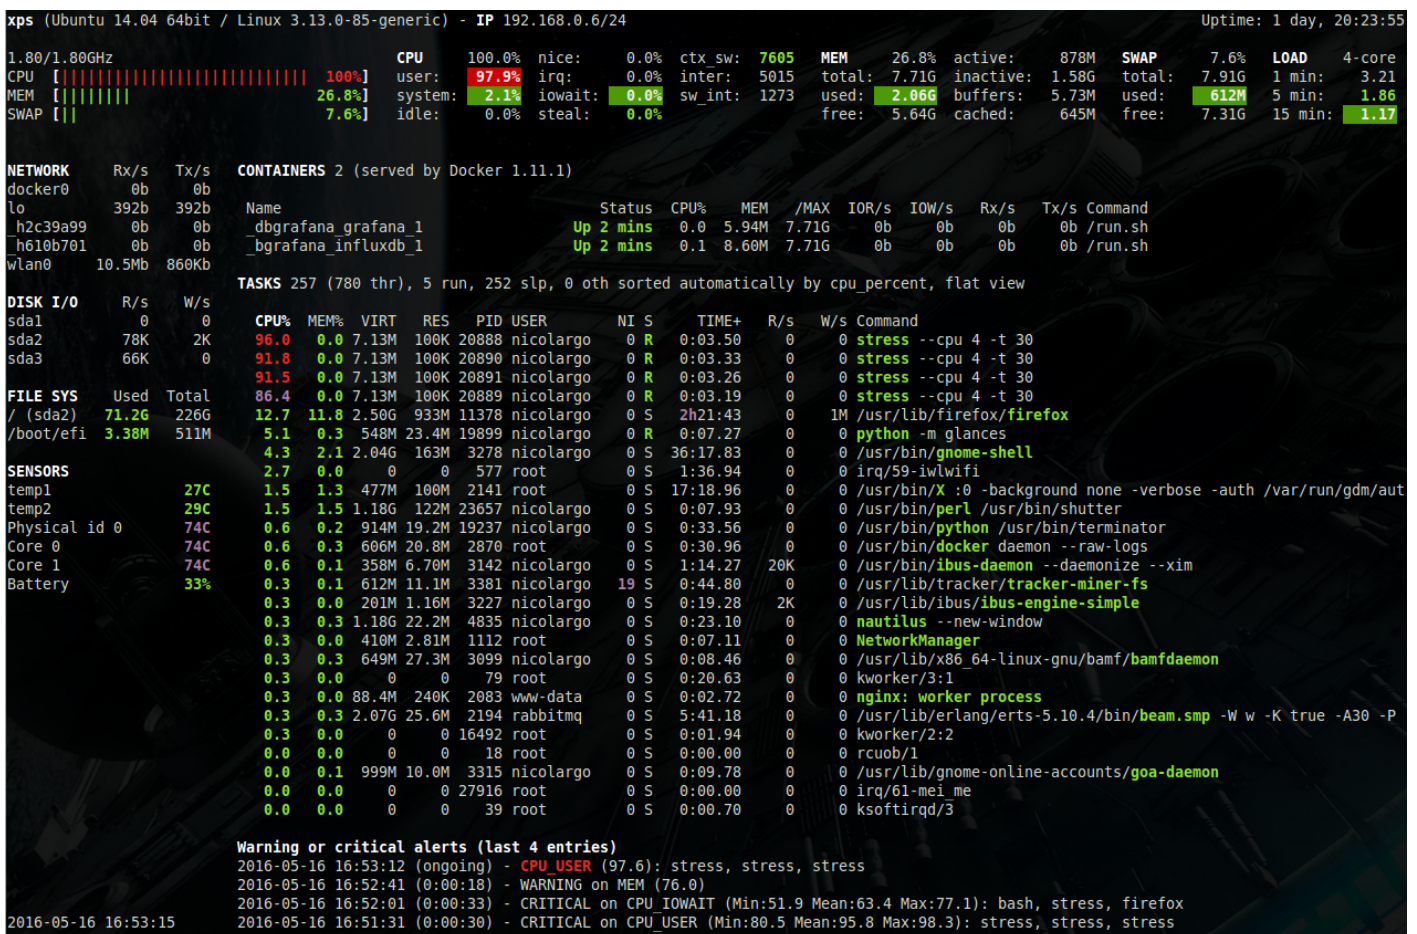 xps (Ubuntu 14.04 64bit / Linux 3.13.0-85-generic) - IP 192.168.0.6/24 Uptime: 1 day, 20:23:55
1.80/1.80GHz CPU 100.0% nice: 0.0% ctx_sw: 7605 MEM 26.8% active: 878M SWAP 7.6% LOAD 4-core
CPU [||||||||||||||||||||||||||||| 100%] user: 97.9% irq: 0.0% inter: 5015 total: 7.71G inactive: 1.58G total: 7.91G 1 min: 3.21
MEM [|||||||| 26.8%] system: 2.1% iowait: 0.0% sw_int: 1273 used: 2.06G buffers: 5.73M used: 612M 5 min: 1.86
SWAP [|| 7.6%] idle: 0.0% steal: 0.0% free: 5.64G cached: 645M free: 7.31G 15 min: 1.17
NETWORK Rx/s Tx/s
docker0 0b 0b
lo 392b 392b
_h2c39a99 0b 0b
_h610b701 0b 0b
wlan0 10.5Mb 860Kb
DISK I/O R/s W/s
sda1 0 0
sda2 78K 2K
sda3 66K 0
FILE SYS Used Total
/ (sda2) 71.2G 226G
/boot/efi 3.38M 511M
SENSORS
temp1 27C
temp2 29C
Physical id 0 74C
Core 0 74C
Core 1 74C
Battery 33%
CONTAINERS 2 (served by Docker 1.11.1)
Name Status CPU% MEM /MAX IOR/s IOW/s Rx/s Tx/s Command
_dbgrafana_grafana_1 Up 2 mins 0.0 5.94M 7.71G 0b 0b 0b 0b /run.sh
_bgrafana_influxdb_1 Up 2 mins 0.1 8.60M 7.71G 0b 0b 0b 0b /run.sh
TASKS 257 (780 thr), 5 run, 252 slp, 0 oth sorted automatically by cpu_percent, flat view
CPU% MEM% VIRT RES PID USER NI S TIME+ R/s W/s Command
96.0 0.0 7.13M 100K 20888 nicolargo 0 R 0:03.50 0 0 stress --cpu 4 -t 30
91.8 0.0 7.13M 100K 20890 nicolargo 0 R 0:03.33 0 0 stress --cpu 4 -t 30
91.5 0.0 7.13M 100K 20891 nicolargo 0 R 0:03.26 0 0 stress --cpu 4 -t 30
86.4 0.0 7.13M 100K 20889 nicolargo 0 R 0:03.19 0 0 stress --cpu 4 -t 30
12.7 11.8 2.50G 933M 11378 nicolargo 0 S 2h21:43 0 1M /usr/lib/firefox/firefox
5.1 0.3 548M 23.4M 19899 nicolargo 0 R 0:07.27 0 0 python -m glances
4.3 2.1 2.04G 163M 3278 nicolargo 0 S 36:17.83 0 0 /usr/bin/gnome-shell
2.7 0.0 0 0 577 root 0 S 1:36.94 0 0 irq/59-iwlwifi
1.5 1.3 477M 100M 2141 root 0 S 17:18.96 0 0 /usr/bin/X :0 -background none -verbose -auth /var/run/gdm/aut
1.5 1.5 1.18G 122M 23657 nicolargo 0 S 0:07.93 0 0 /usr/bin/perl /usr/bin/shutter
0.6 0.2 914M 19.2M 19237 nicolargo 0 S 0:33.56 0 0 /usr/bin/python /usr/bin/terminator
0.6 0.3 606M 20.8M 2870 root 0 S 0:30.96 0 0 /usr/bin/docker daemon --raw-logs
0.6 0.1 358M 6.70M 3142 nicolargo 0 S 1:14.27 20K 0 /usr/bin/ibus-daemon --daemonize --xim
0.3 0.1 612M 11.1M 3381 nicolargo 19 S 0:44.80 0 0 /usr/lib/tracker/tracker-miner-fs
0.3 0.0 201M 1.16M 3227 nicolargo 0 S 0:19.28 2K 0 /usr/lib/ibus/ibus-engine-simple
0.3 0.3 1.18G 22.2M 4835 nicolargo 0 S 0:23.10 0 0 nautilus --new-window
0.3 0.0 410M 2.81M 1112 root 0 S 0:07.11 0 0 NetworkManager
0.3 0.3 649M 27.3M 3099 nicolargo 0 S 0:08.46 0 0 /usr/lib/x86_64-linux-gnu/bamf/bamfdaemon
0.3 0.0 0 0 79 root 0 S 0:20.63 0 0 kworker/3:1
0.3 0.0 88.4M 240K 2083 www-data 0 S 0:02.72 0 0 nginx: worker process
0.3 0.3 2.07G 25.6M 2194 rabbitmq 0 S 5:41.18 0 0 /usr/lib/erlang/erts-5.10.4/bin/beam.smp -W w -K true -A30 -P
0.3 0.0 0 0 16492 root 0 S 0:01.94 0 0 kworker/2:2
0.0 0.0 0 0 18 root 0 S 0:00.00 0 0 rcuob/1
0.0 0.1 999M 10.0M 3315 nicolargo 0 S 0:09.78 0 0 /usr/lib/gnome-online-accounts/goa-daemon
0.0 0.0 0 0 27916 root 0 S 0:00.00 0 0 irq/61-mei_me
0.0 0.0 0 0 39 root 0 S 0:00.70 0 0 ksoftirqd/3
Warning or critical alerts (last 4 entries)
2016-05-16 16:53:12 (ongoing) - CPU_USER (97.6): stress, stress, stress
2016-05-16 16:52:41 (0:00:18) - WARNING on MEM (76.0)
2016-05-16 16:52:01 (0:00:33) - CRITICAL on CPU_IOWAIT (Min:51.9 Mean:63.4 Max:77.1): bash, stress, firefox
2016-05-16 16:53:15 2016-05-16 16:51:31 (0:00:30) - CRITICAL on CPU_USER (Min:80.5 Mean:95.8 Max:98.3): stress, stress, stress